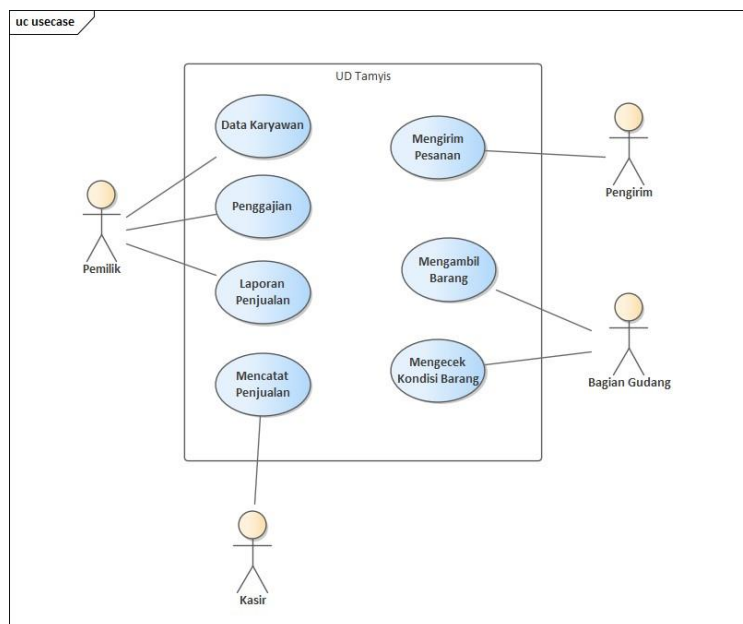 uc usecase
UD Tamyis
Data Karyawan
Mengirim
Pesanan
Pengirim
Penggajian
Pemilik
Mengambil
Barang
Laporan
Penjualan
Mencatat
Penjualan
Mengecek
Kondisi Barang
Bagian Gudang
Kasir